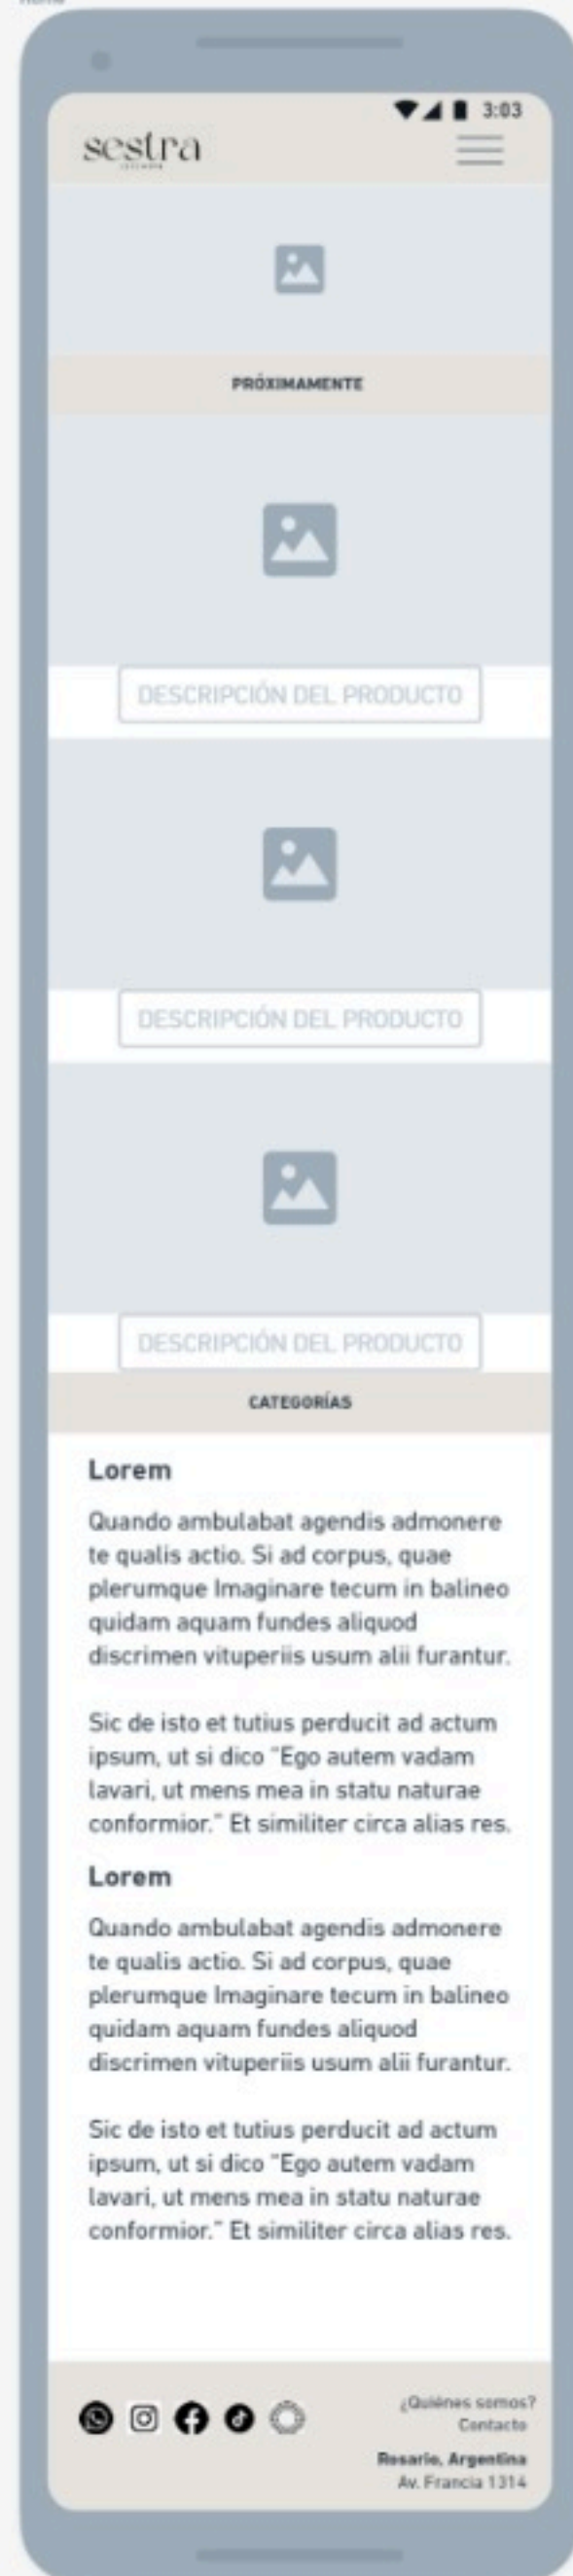 Home
3:03
sestra
PRÓXIMAMENTE
DESCRIPCIÓN DEL PRODUCTO
DESCRIPCIÓN DEL PRODUCTO
DESCRIPCIÓN DEL PRODUCTO
CATEGORÍAS
Lorem
Quando ambulabat agendis admonere
te qualis actio. Si ad corpus, quae
plerumque Imaginare tecum in balineo
quidam aquam fundes aliquod
discrimen vituperiis usum alii furantur.
Sic de isto et tutius perducit ad actum
ipsum, ut si dico "Ego autem vadam
lavari, ut mens mea in statu naturae
conformior." Et similiter circa alias res.
Lorem
Quando ambulabat agendis admonere
te qualis actio. Si ad corpus, quae
plerumque Imaginare tecum in balineo
quidam aquam fundes aliquod
discrimen vituperiis usum alii furantur.
Sic de isto et tutius perducit ad actum
ipsum, ut si dico "Ego autem vadam
lavari, ut mens mea in statu naturae
conformior." Et similiter circa alias res.
¿Quiénes somos?
Contacto
Rosario, Argentina
Av. Francia 1314